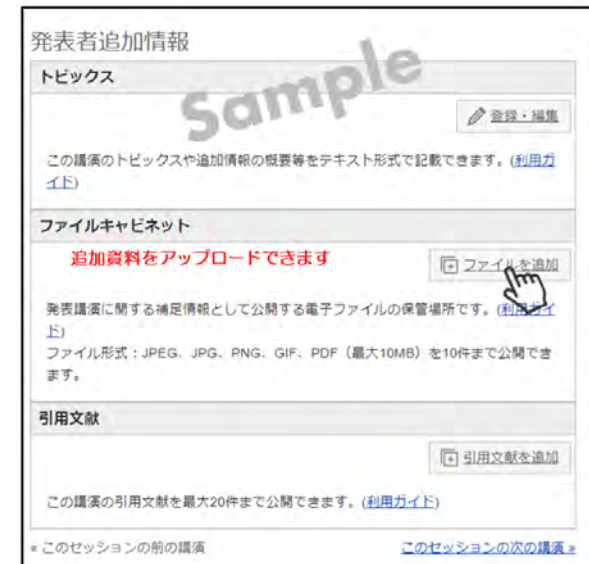 発表者追加情報
Sample
トピックス
登録・編集
この講演のトピックスや追加情報の概要等をテキスト形式で記載できます。(利用ガ
イド)
ファイルキャビネット
追加資料をアップロードできます
ファイルを追加
発表講演に関する補足情報として公開する電子ファイルの保管場所です。(利用ガイ
ド)
ファイル形式：JPEG、JPG、PNG、GIF、PDF（最大10MB）を10件まで公開でき
ます。
引用文献
引用文献を追加
この講演の引用文献を最大20件まで公開できます。(利用ガイド)
« このセッションの前の講演
このセッションの次の講演 »